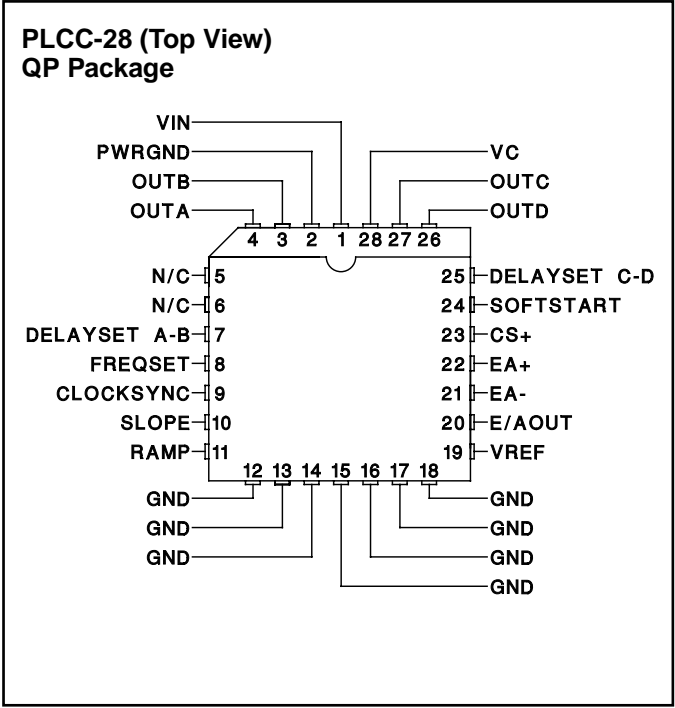 PLCC-28 (Top View)
QP Package
VIN
PWRGND
VC
OUTB
OUTC
OUTA
OUTD
4 3 2 1 28 27 26
N/C 5
25 DELAYSET C-D
N/C 6
24 SOFTSTART
DELAYSET A-B 7
23 CS+
FREQSET 8
22 EA+
CLOCKSYNC 9
21 EA-
SLOPE 10
20 E/AOUT
RAMP 11
19 VREF
12 13 14 15 16 17 18
GND
GND
GND
GND
GND
GND
GND